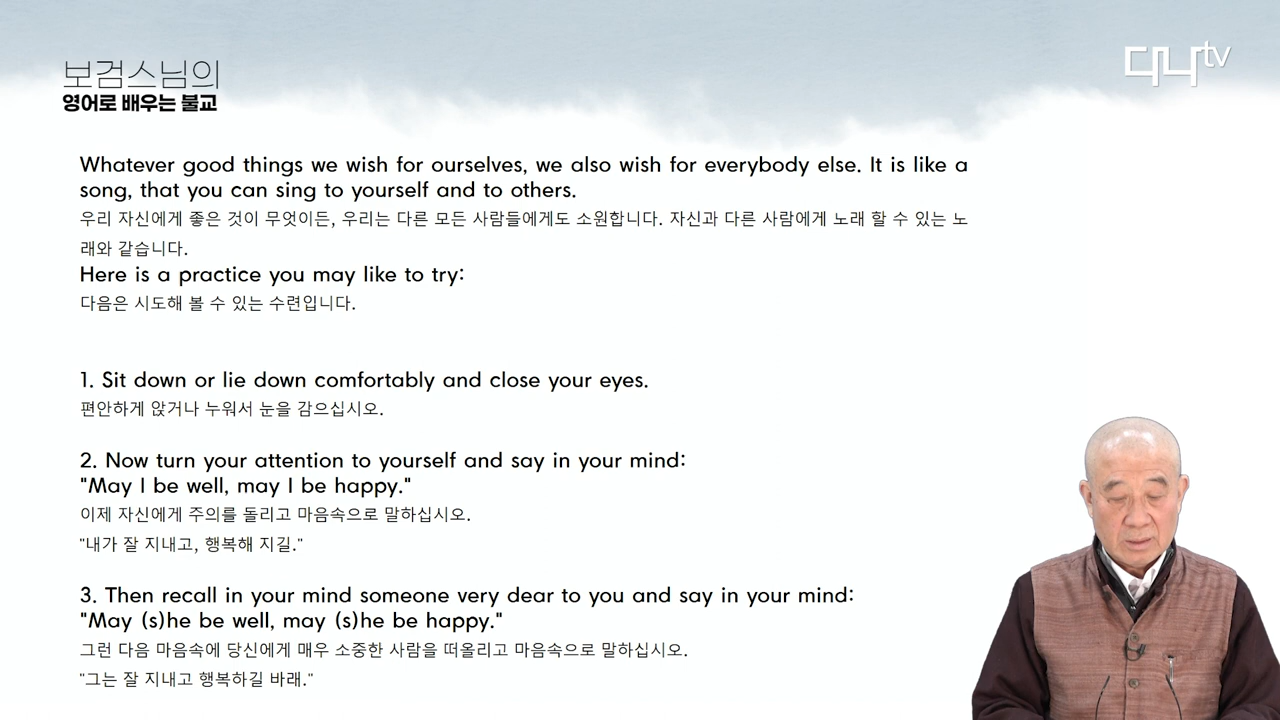 보검스님의
영어로 배우는 불교
다나tv
Whatever good things we wish for ourselves, we also wish for everybody else. It is like a
song, that you can sing to yourself and to others.
우리 자신에게 좋은 것이 무엇이든, 우리는 다른 모든 사람들에게도 소원합니다. 자신과 다른 사람에게 노래 할 수 있는 노
래와 같습니다.
Here is a practice you may like to try:
다음은 시도해 볼 수 있는 수련입니다.
1. Sit down or lie down comfortably and close your eyes.
편안하게 앉거나 누워서 눈을 감으십시오.
2. Now turn your attention to yourself and say in your mind:
"May I be well, may I be happy."
이제 자신에게 주의를 돌리고 마음속으로 말하십시오.
"내가 잘 지내고, 행복해 지길."
3. Then recall in your mind someone very dear to you and say in your mind:
"May (s)he be well, may (s)he be happy."
그런 다음 마음속에 당신에게 매우 소중한 사람을 떠올리고 마음속으로 말하십시오.
"그는 잘 지내고 행복하길 바래."